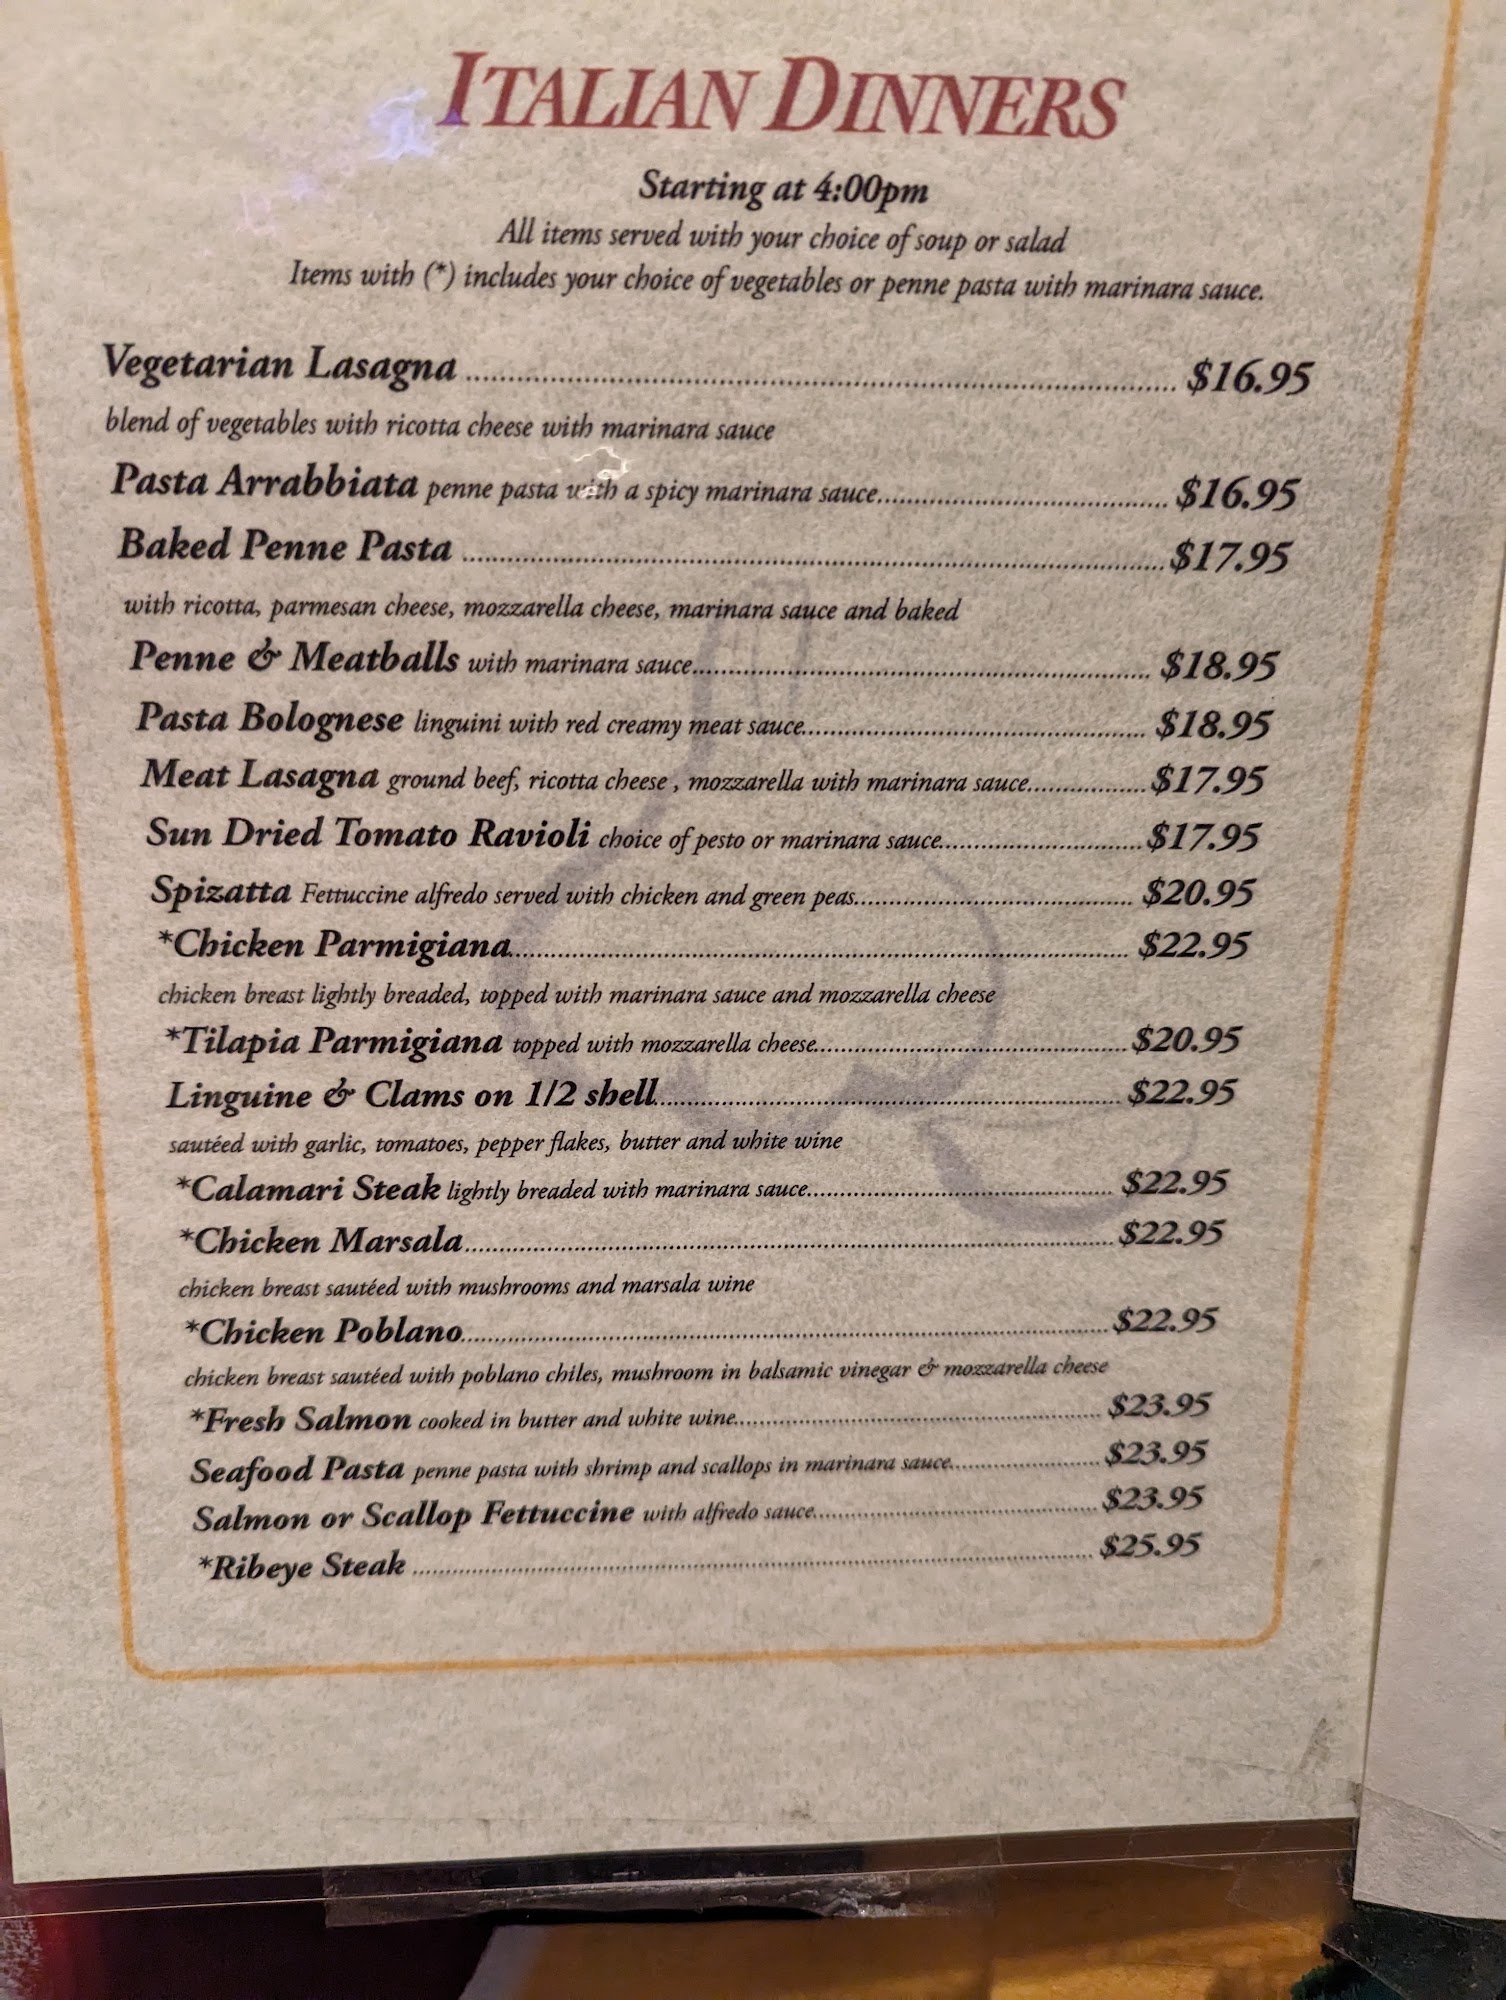 ITALIAN DINNERS
Starting at 4:00pm
All items served with your choice of soup or salad
Items with (*) includes your choice of vegetables or penne pasta with marinara sauce.
Vegetarian Lasagna ........ $16.95
blend of vegetables with ricotta cheese with marinara sauce
Pasta Arrabbiata penne pasta with a spicy marinara sauce........ $16.95
Baked Penne Pasta ........ $17.95
with ricotta, parmesan cheese, mozzarella cheese, marinara sauce and baked
Penne & Meatballs with marinara sauce........ $18.95
Pasta Bolognese linguini with red creamy meat sauce........ $18.95
Meat Lasagna ground beef, ricotta cheese , mozzarella with marinara sauce........ $17.95
Sun Dried Tomato Ravioli choice of pesto or marinara sauce........ $17.95
Spizatta Fettuccine alfredo served with chicken and green peas........ $20.95
*Chicken Parmigiana........ $22.95
chicken breast lightly breaded, topped with marinara sauce and mozzarella cheese
*Tilapia Parmigiana topped with mozzarella cheese........ $20.95
Linguine & Clams on 1/2 shell........ $22.95
sautéed with garlic, tomatoes, pepper flakes, butter and white wine
*Calamari Steak lightly breaded with marinara sauce........ $22.95
*Chicken Marsala........ $22.95
chicken breast sautéed with mushrooms and marsala wine
*Chicken Poblano........ $22.95
chicken breast sautéed with poblano chiles, mushroom in balsamic vinegar & mozzarella cheese
*Fresh Salmon cooked in butter and white wine........ $23.95
Seafood Pasta penne pasta with shrimp and scallops in marinara sauce........ $23.95
Salmon or Scallop Fettuccine with alfredo sauce........ $23.95
*Ribeye Steak ........ $25.95